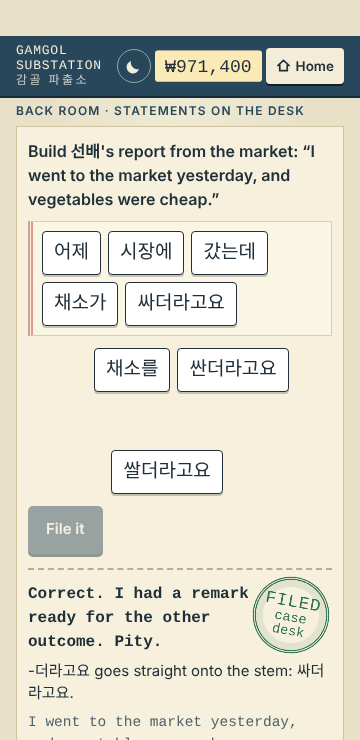 GAMGOL
SUBSTATION
감골 파출소
₩971,400
Home
BACK ROOM · STATEMENTS ON THE DESK
Build 선배's report from the market: “I
went to the market yesterday, and
vegetables were cheap.”
어제 시장에 갔는데
채소가 싸더라고요
채소를 싼더라고요
쌀더라고요
File it
Correct. I had a remark
ready for the other
outcome. Pity.
FILED
case
desk
-더라고요 goes straight onto the stem: 싸더
라고요.
I went to the market yesterday,